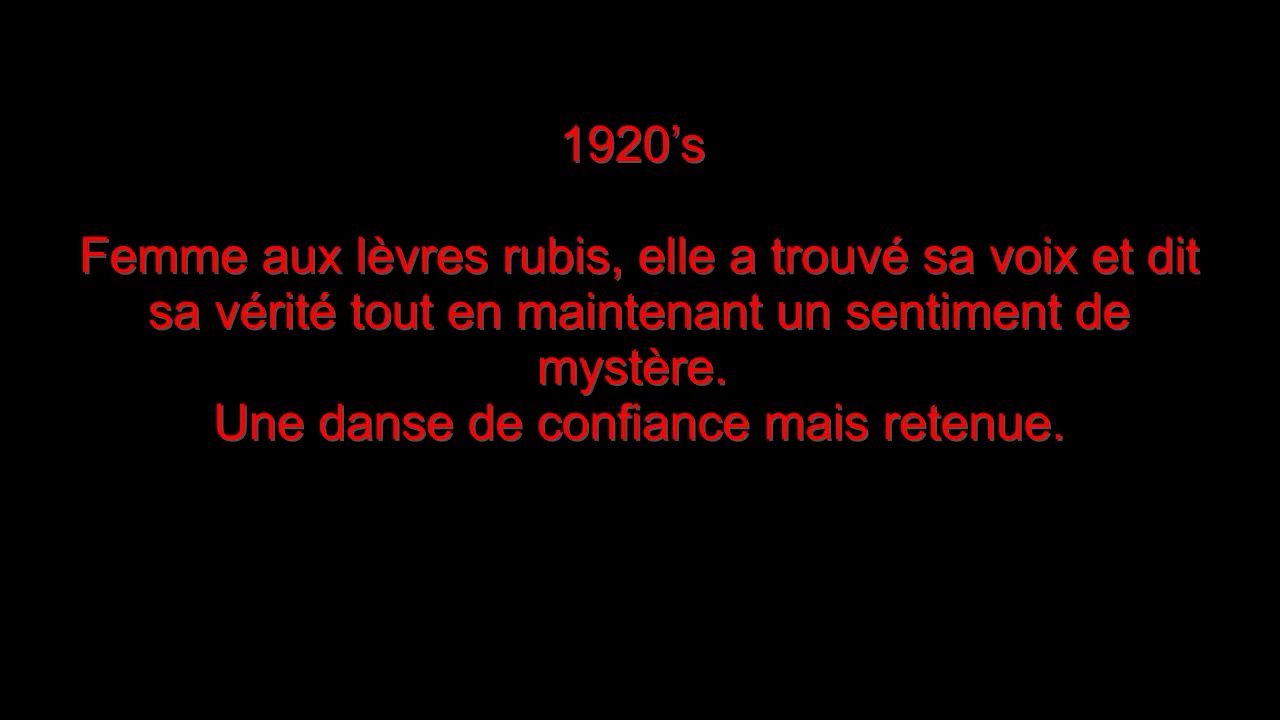 1920’s
Femme aux lèvres rubis, elle a trouvé sa voix et dit
sa vérité tout en maintenant un sentiment de
mystère.
Une danse de confiance mais retenue.